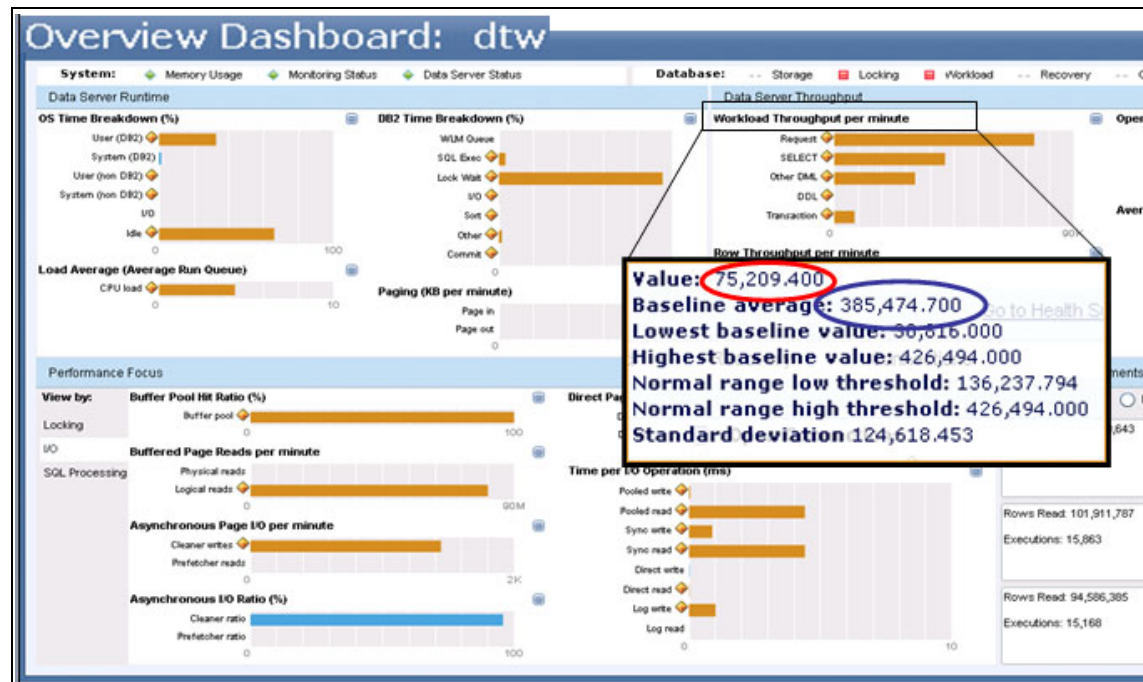 Overview Dashboard: dtw
System: Memory Usage Monitoring Status Data Server Status Database: -- Storage Locking Workload -- Recovery --
Data Server Runtime
Data Server Throughput
OS Time Breakdown (%)
User (DB2)
System (DB2)
User (non DB2)
System (non DB2)
I/O
Idle
0 100
Load Average (Average Run Queue)
CPU load
0 10
DB2 Time Breakdown (%)
WLM Queue
SQL Exec
Lock Wait
I/O
Sort
Other
Commit
0
Paging (KB per minute)
Page in
Page out
0
Workload Throughput per minute
Request
SELECT
Other DML
DDL
Transaction
0 90K
Row Throughput per minute
Value: 75,209.400
Baseline average: 385,474.700
Lowest baseline value: 30,816.000
Highest baseline value: 426,494.000
Normal range low threshold: 136,237.794
Normal range high threshold: 426,494.000
Standard deviation 124,618.453
Performance Focus
View by:
Locking
I/O
SQL Processing
Buffer Pool Hit Ratio (%)
Buffer pool
0 100
Buffered Page Reads per minute
Physical reads
Logical reads
0 90M
Asynchronous Page I/O per minute
Cleaner writes
Prefetcher reads
0 2K
Asynchronous I/O Ratio (%)
Cleaner ratio
Prefetcher ratio
0 100
Direct
Time per I/O Operation (ms)
Pooled write
Pooled read
Sync write
Sync read
Direct write
Direct read
Log write
Log read
0 10
Rows Read: 101,911,787
Executions: 15,863
Rows Read: 94,586,385
Executions: 15,168